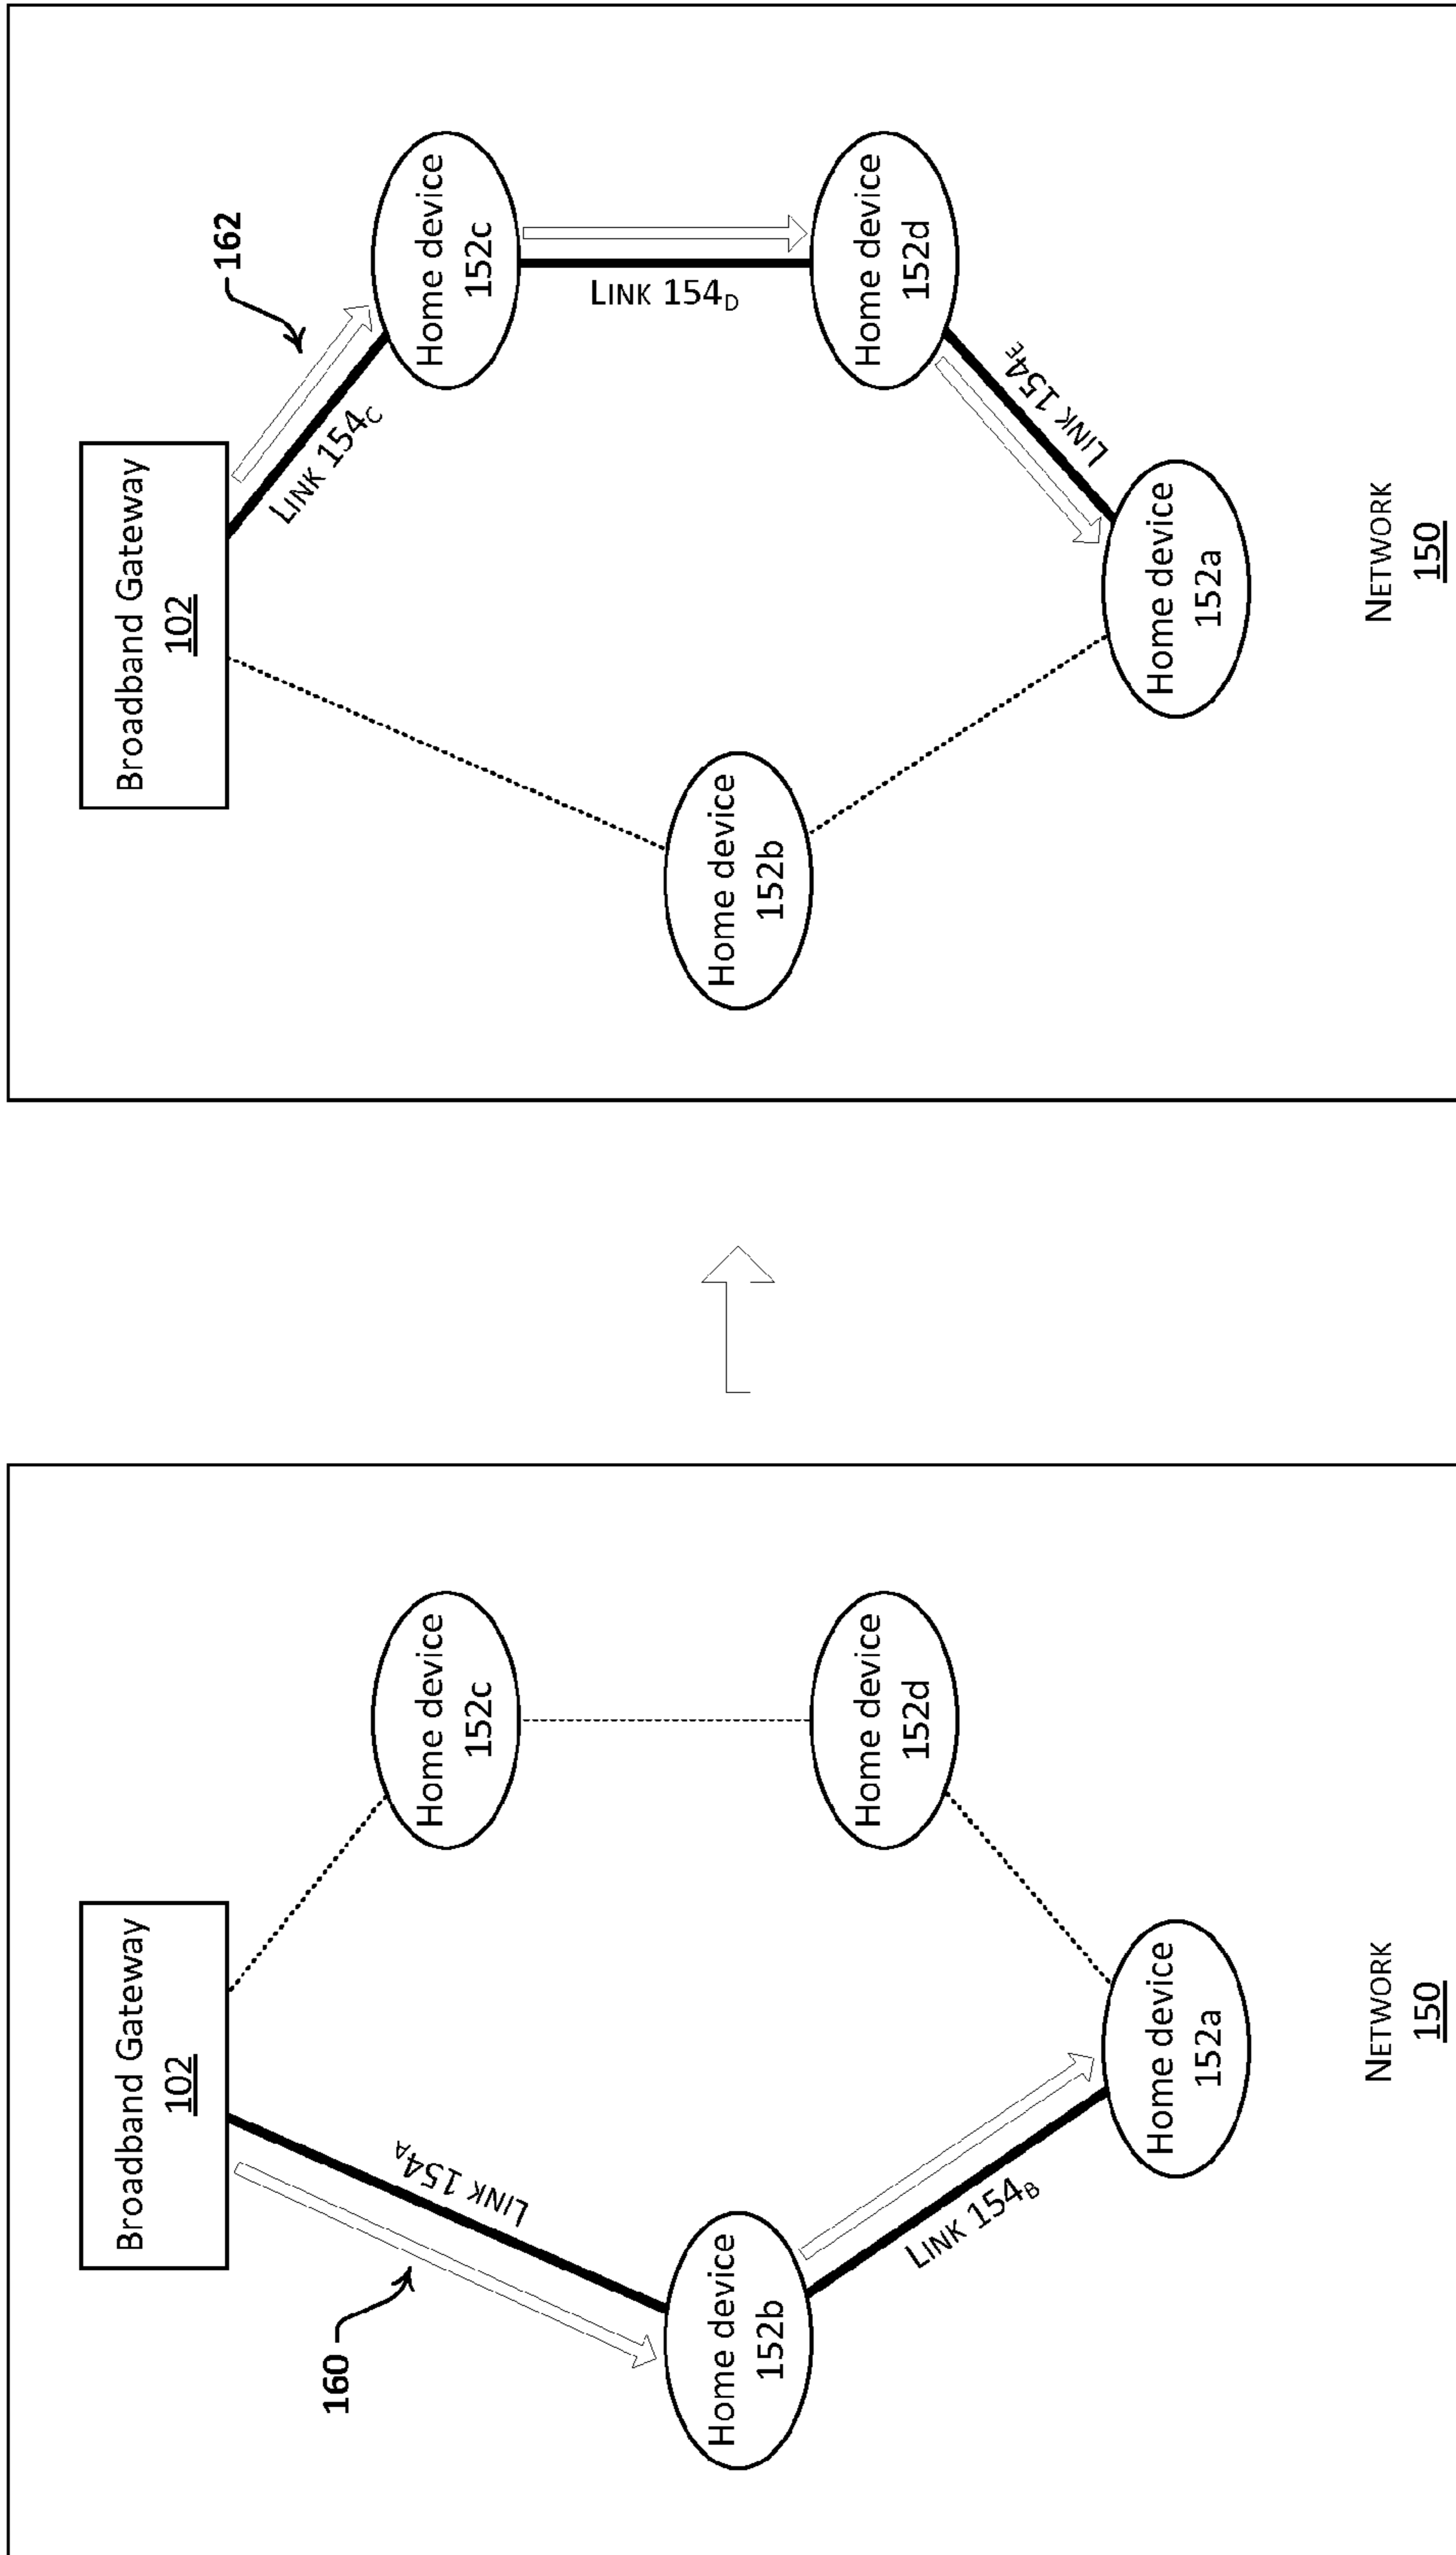 Broadband Gateway
102
160
LINK 154A
Home device
152c
Home device
152b
Home device
152d
LINK 154B
Home device
152a
NETWORK
150
Broadband Gateway
102
162
LINK 154C
Home device
152c
LINK 154D
Home device
152b
Home device
152d
LINK 154E
Home device
152a
NETWORK
150